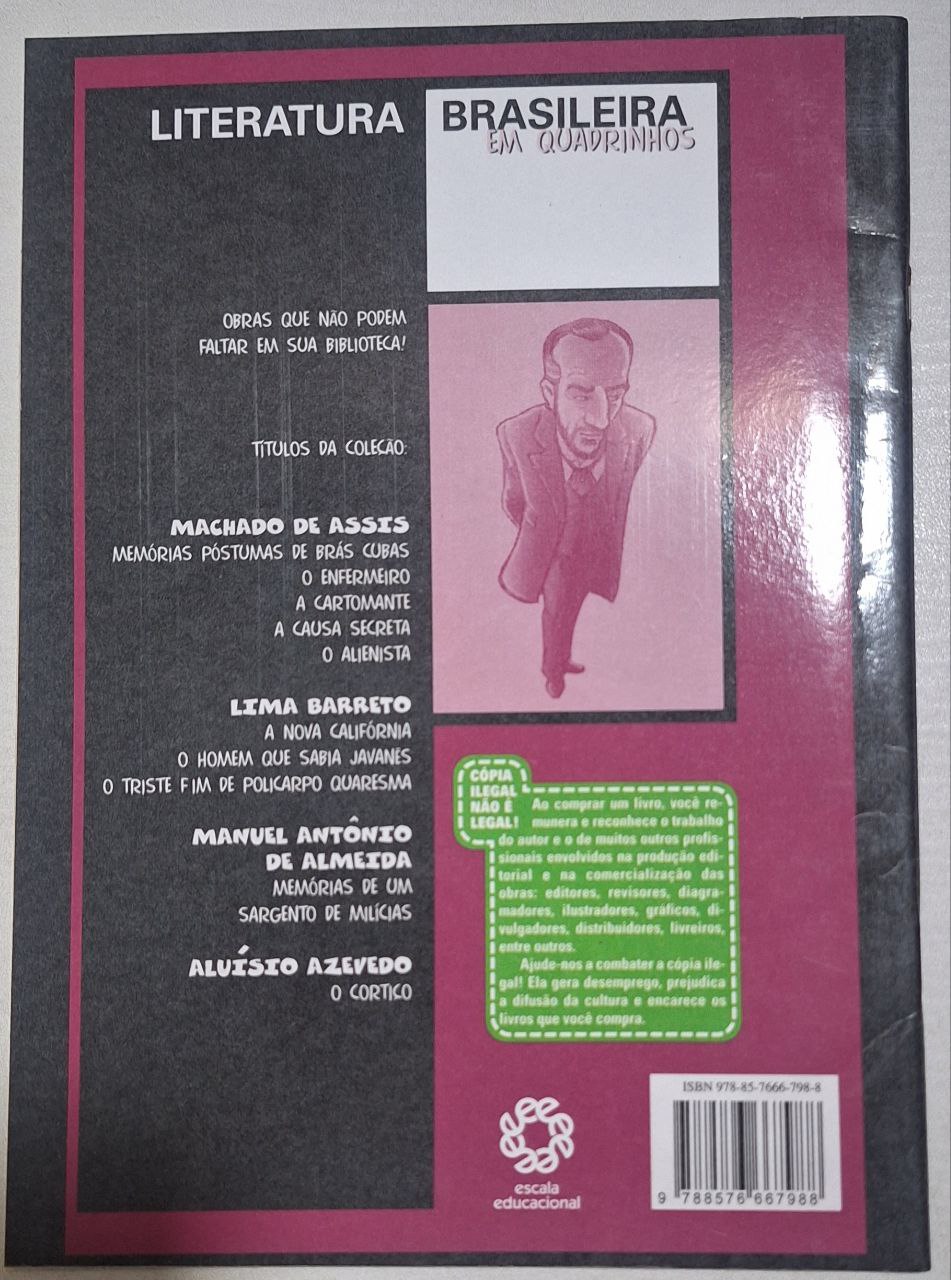 LITERATURA BRASILEIRA
EM QUADRINHOS
OBRAS QUE NÃO PODEM
FALTAR EM SUA BIBLIOTECA!
TÍTULOS DA COLEÇÃO:
MACHADO DE ASSIS
MEMÓRIAS PÓSTUMAS DE BRÁS CUBAS
O ENFERMEIRO
A CARTOMANTE
A CAUSA SECRETA
O ALIENISTA
LIMA BARRETO
A NOVA CALIFÓRNIA
O HOMEM QUE SABIA JAVANÊS
O TRISTE FIM DE POLICARPO QUARESMA
MANUEL ANTÔNIO
DE ALMEIDA
MEMÓRIAS DE UM
SARGENTO DE MILÍCIAS
ALUÍSIO AZEVEDO
O CORTIÇO
CÓPIA
ILEGAL
NÃO É
LEGAL!
Ao comprar um livro, você re-
munera e reconhece o trabalho
do autor e o de muitos outros profis-
sionais envolvidos na produção edi-
torial e na comercialização das
obras: editores, revisores, diagra-
madores, ilustradores, gráficos, di-
vulgadores, distribuidores, livreiros,
entre outros.
Ajude-nos a combater a cópia ile-
gal! Ela gera desemprego, prejudica
a difusão da cultura e encarece os
livros que você compra.
escala
educacional
ISBN 978-85-7666-798-8
9 788576 667988